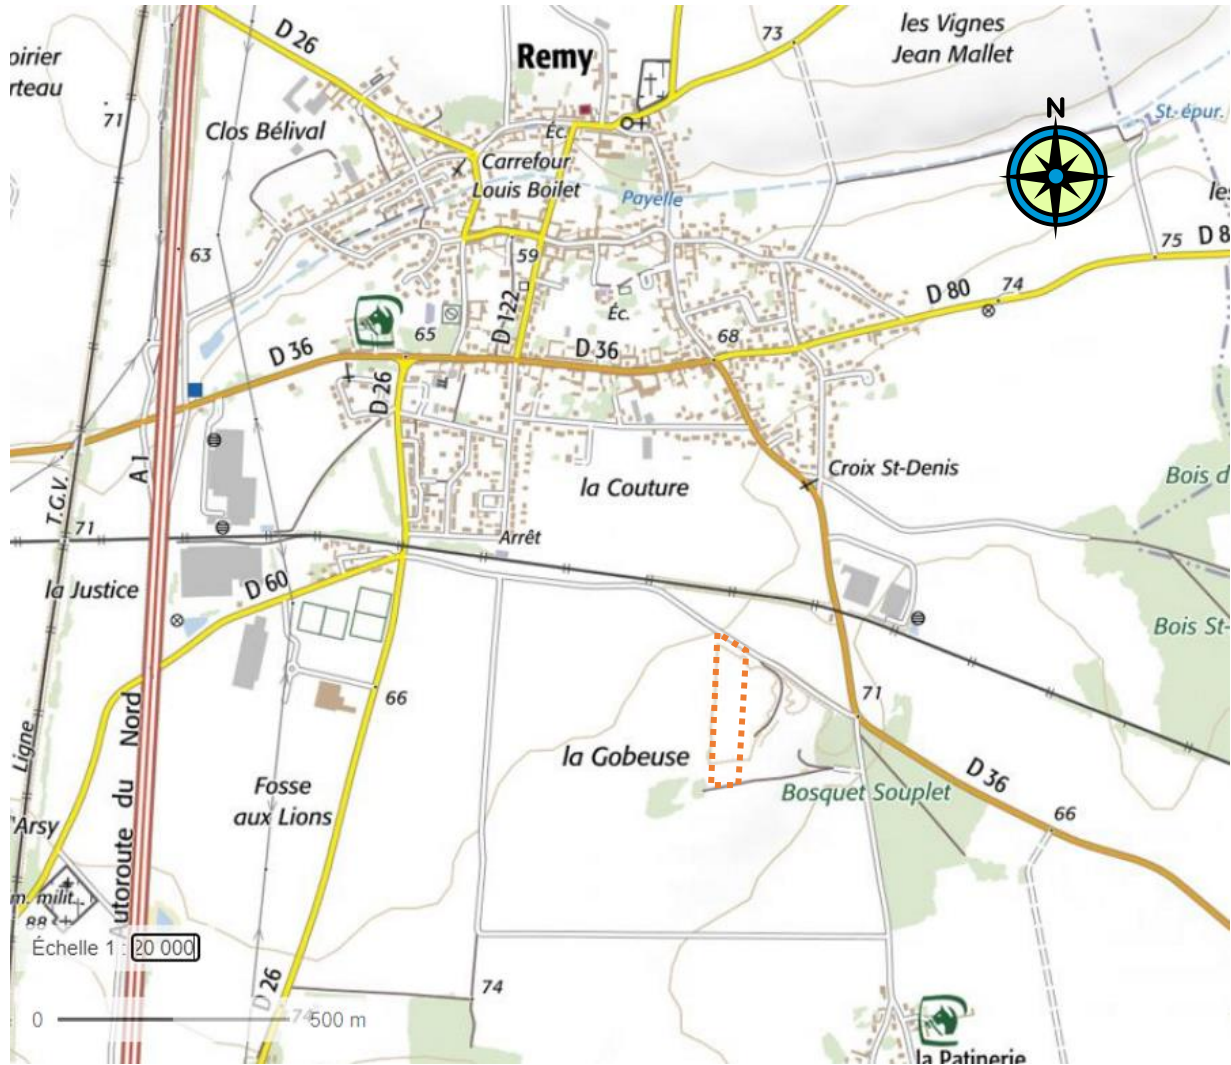 D 26
Remy
73
les Vignes
Jean Mallet
N
oirier
rteau
71
Clos Bélival
Éc.
St-épur.
Carrefour
Louis Boilet
Payelle
les
63
59
75
D 8
D 80
74
65
D 122
Éc.
68
D 36
D 36
D 26
A 1
T.G.V.
Croix St-Denis
Bois d
la Couture
71
Arrêt
la Justice
D 60
Bois St-
66
71
Ligne
Autoroute du Nord
la Gobeuse
D 36
Fosse
aux Lions
Bosquet Souplet
66
'Arsy
m. milit.
88
Échelle 1 : 20 000
D 26
74
74
0
500 m
la Patinerie